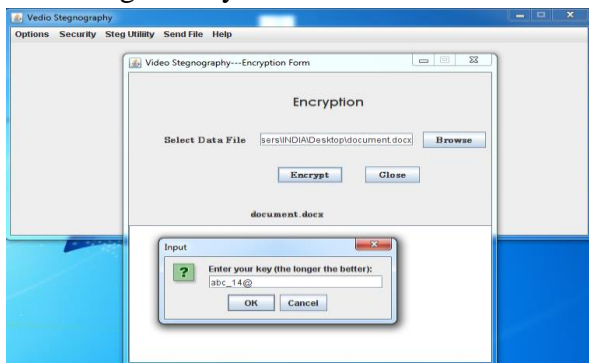 Vedio Stegnography
Options Security Steg Utiliity Send File Help
Video Stegnography---Encryption Form
Encryption
Select Data File sers\INDIA\Desktop\document.docx Browse
Encrypt Close
document.docx
Input
Enter your key (the longer the better):
abc_14@
OK Cancel